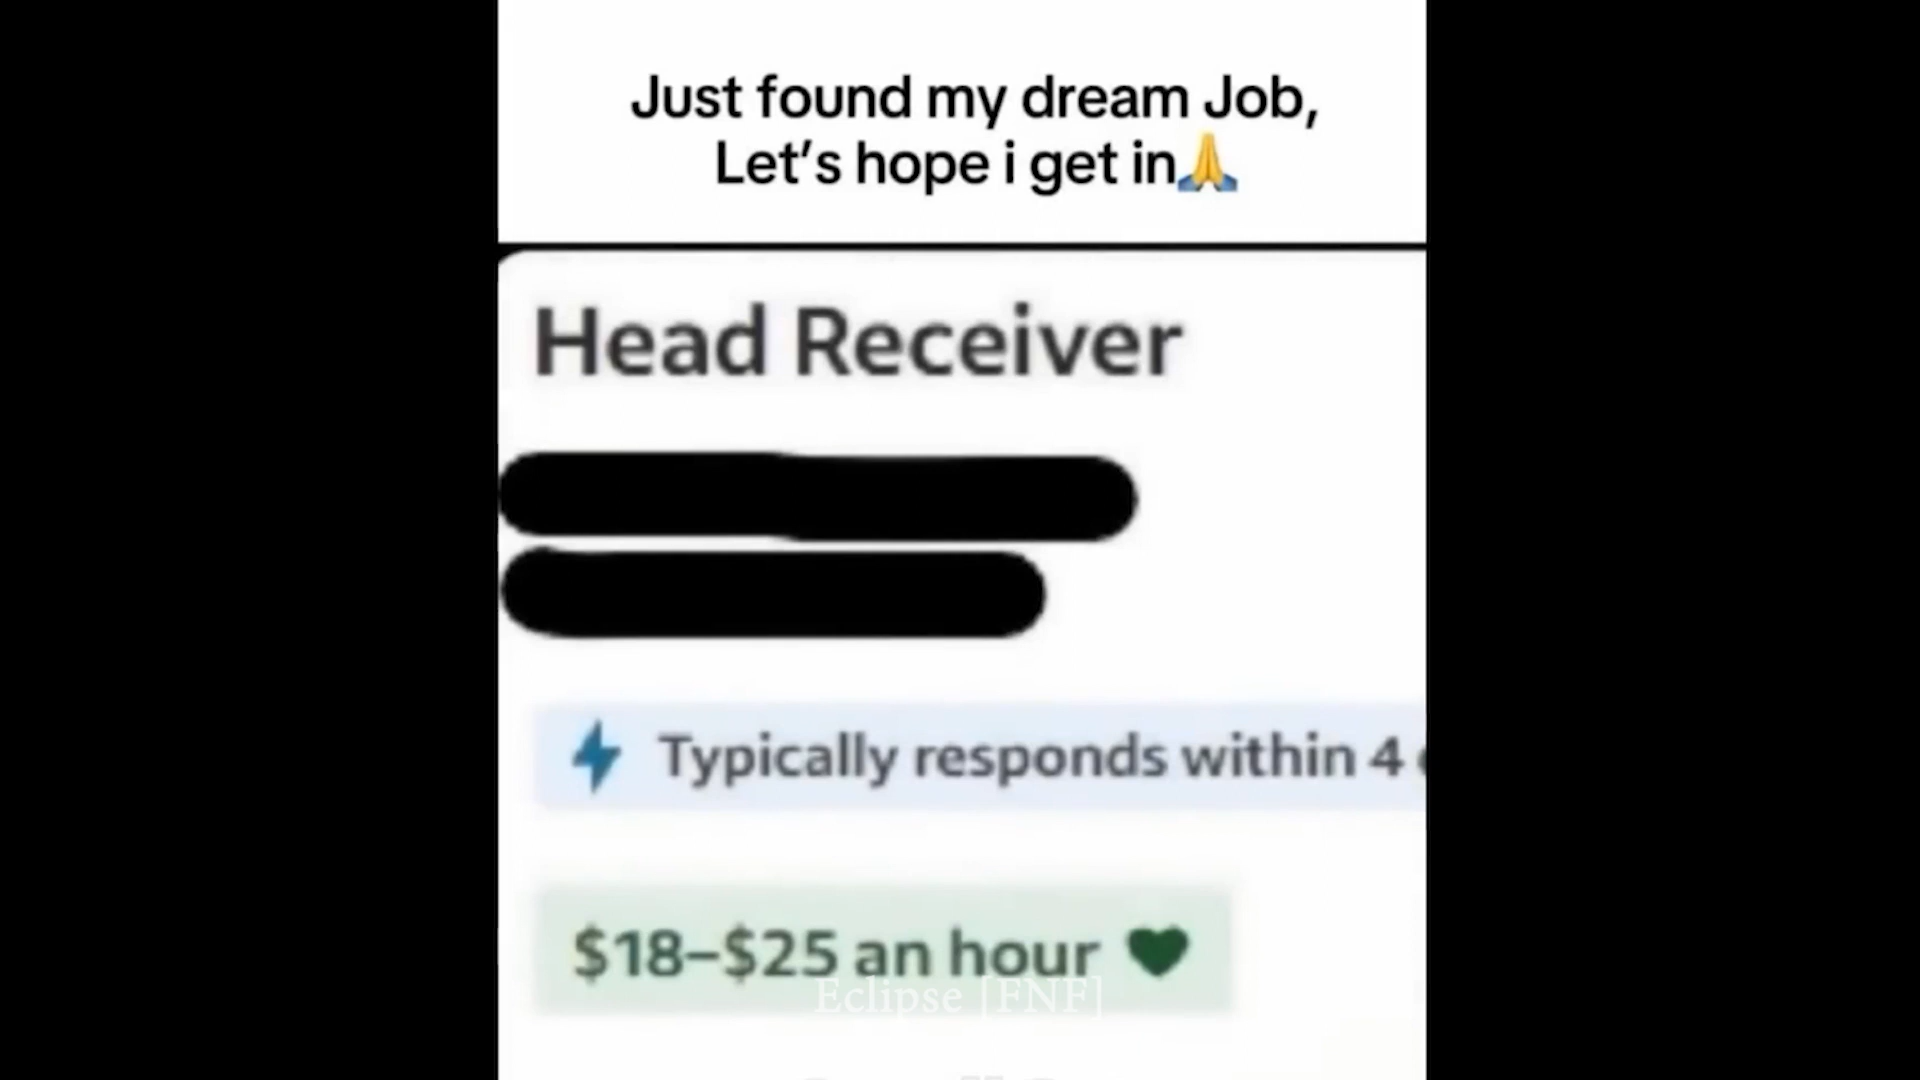 Just found my dream Job,
Let's hope i get in🙏
Head Receiver
Typically responds within 4
$18–$25 an hour
Eclipse [FNF]